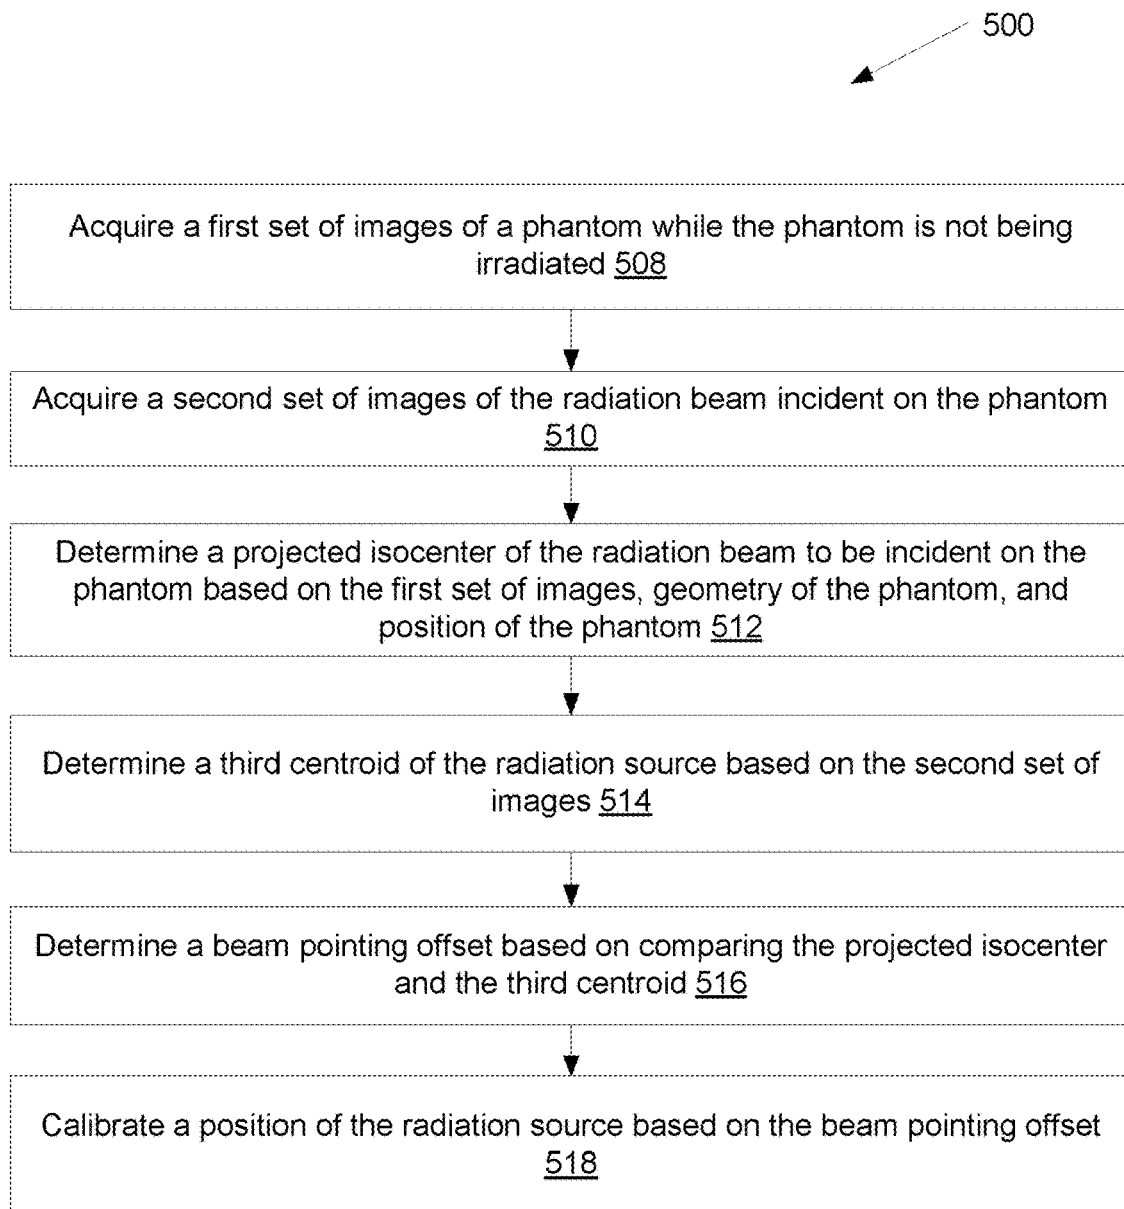 500
Acquire a first set of images of a phantom while the phantom is not being
irradiated 508
Acquire a second set of images of the radiation beam incident on the phantom
510
Determine a projected isocenter of the radiation beam to be incident on the
phantom based on the first set of images, geometry of the phantom, and
position of the phantom 512
Determine a third centroid of the radiation source based on the second set of
images 514
Determine a beam pointing offset based on comparing the projected isocenter
and the third centroid 516
Calibrate a position of the radiation source based on the beam pointing offset
518